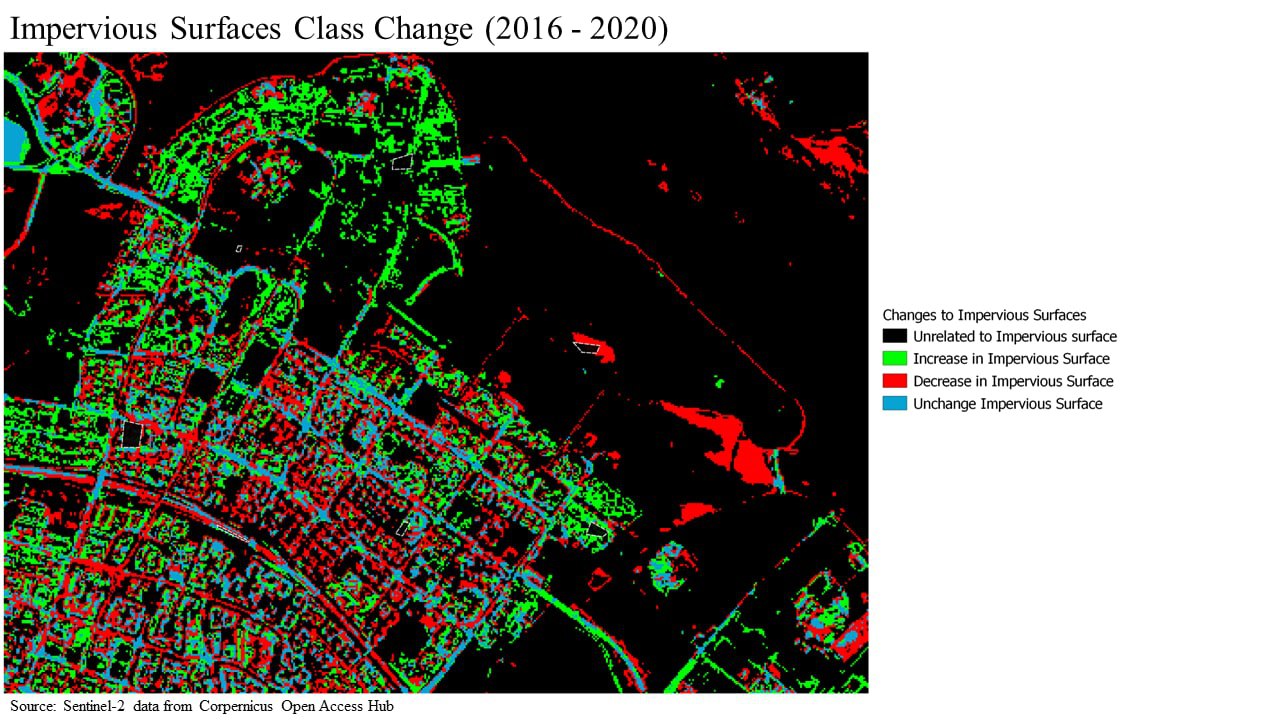 Impervious Surfaces Class Change (2016 - 2020)
Changes to Impervious Surfaces
Unrelated to Impervious surface
Increase in Impervious Surface
Decrease in Impervious Surface
Unchange Impervious Surface
Source: Sentinel-2 data from Corpernicus Open Access Hub